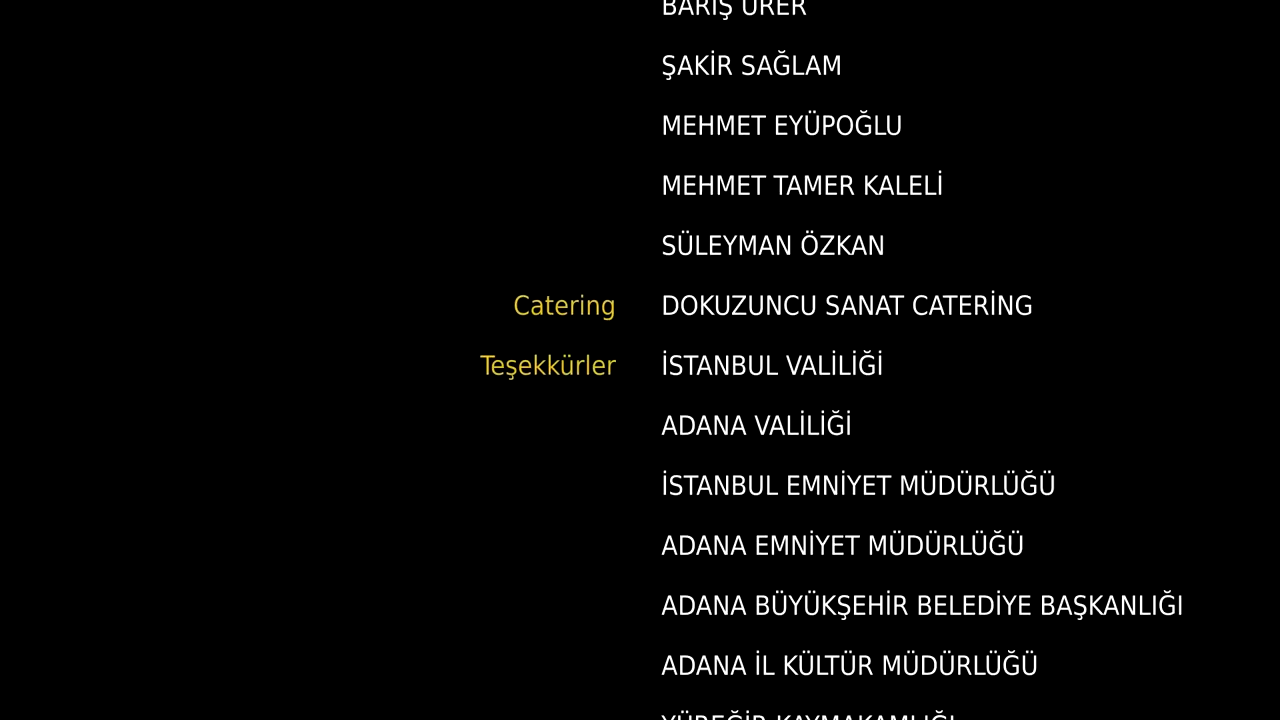 BARIŞ ÜRER
ŞAKİR SAĞLAM
MEHMET EYÜPOĞLU
MEHMET TAMER KALELİ
SÜLEYMAN ÖZKAN
Catering DOKUZUNCU SANAT CATERİNG
Teşekkürler İSTANBUL VALİLİĞİ
ADANA VALİLİĞİ
İSTANBUL EMNİYET MÜDÜRLÜĞÜ
ADANA EMNİYET MÜDÜRLÜĞÜ
ADANA BÜYÜKŞEHİR BELEDİYE BAŞKANLIĞI
ADANA İL KÜLTÜR MÜDÜRLÜĞÜ
YÜREĞİR KAYMAKAMLIĞI